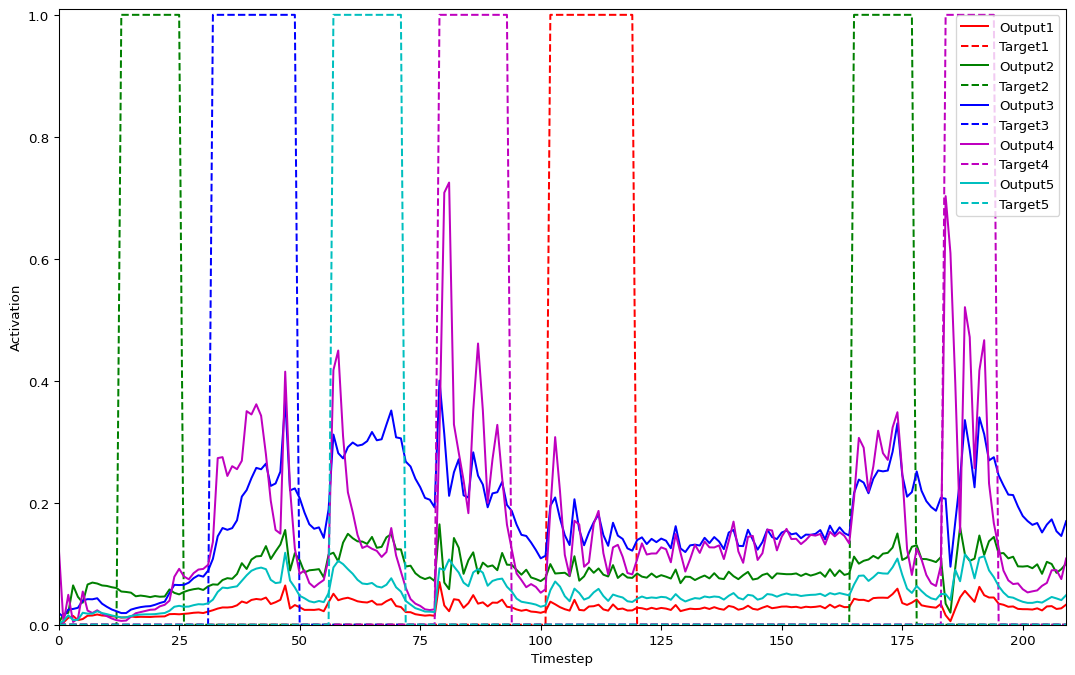 1.0
0.8
0.6
0.4
0.2
0.0
Activation
0 25 50 75 100 125 150 175 200
Timestep
Output1
Target1
Output2
Target2
Output3
Target3
Output4
Target4
Output5
Target5